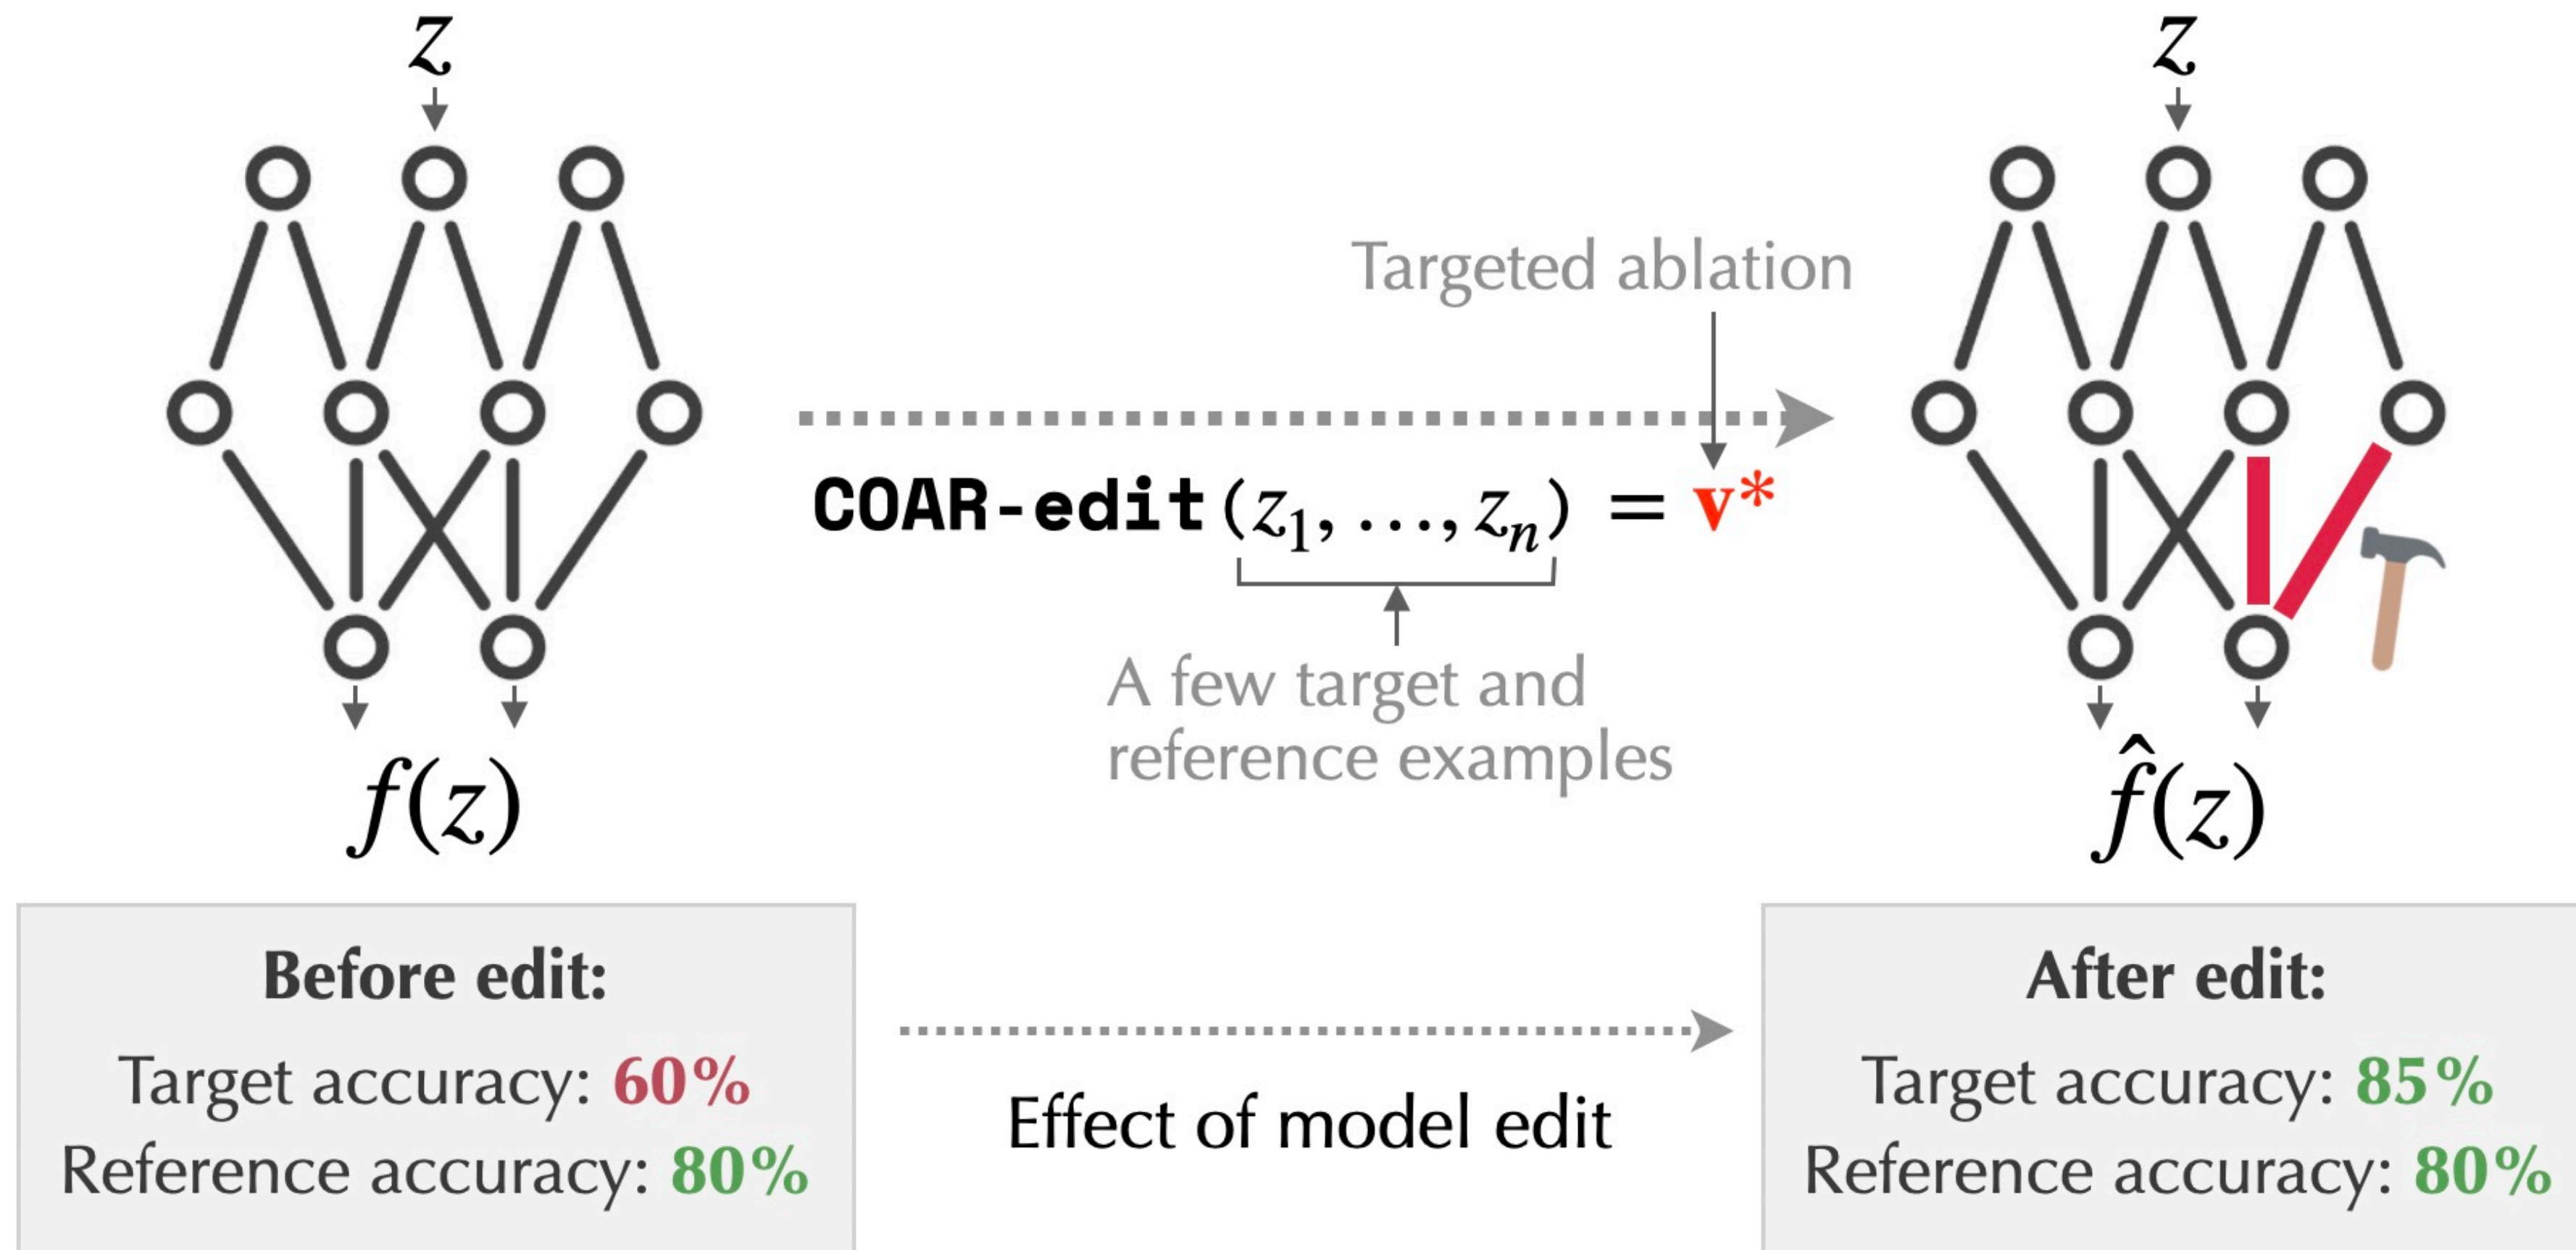 z
z
Targeted ablation
COAR-edit(z₁, ..., zₙ) = v*
A few target and
reference examples
f(z)
f̂(z)
Before edit:
Target accuracy: 60%
Reference accuracy: 80%
Effect of model edit
After edit:
Target accuracy: 85%
Reference accuracy: 80%